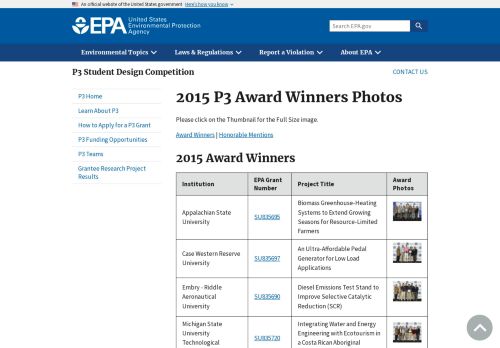 An official website of the United States government Here's how you know
EPA United States Environmental Protection Agency
Search EPA.gov
Environmental Topics
Laws & Regulations
Report a Violation
About EPA
P3 Student Design Competition
CONTACT US
P3 Home
Learn About P3
How to Apply for a P3 Grant
P3 Funding Opportunities
P3 Teams
Grantee Research Project
Results
2015 P3 Award Winners Photos
Please click on the Thumbnail for the Full Size image.
Award Winners | Honorable Mentions
2015 Award Winners
Institution
EPA Grant Number
Project Title
Award Photos
Appalachian State University
SU835695
Biomass Greenhouse-Heating Systems to Extend Growing Seasons for Resource-Limited Farmers
Case Western Reserve University
SU835697
An Ultra-Affordable Pedal Generator for Low Load Applications
Embry - Riddle Aeronautical University
SU835690
Diesel Emissions Test Stand to Improve Selective Catalytic Reduction (SCR)
Michigan State University Technological
SU835720
Integrating Water and Energy Engineering with Ecotourism in a Costa Rican Aboriginal